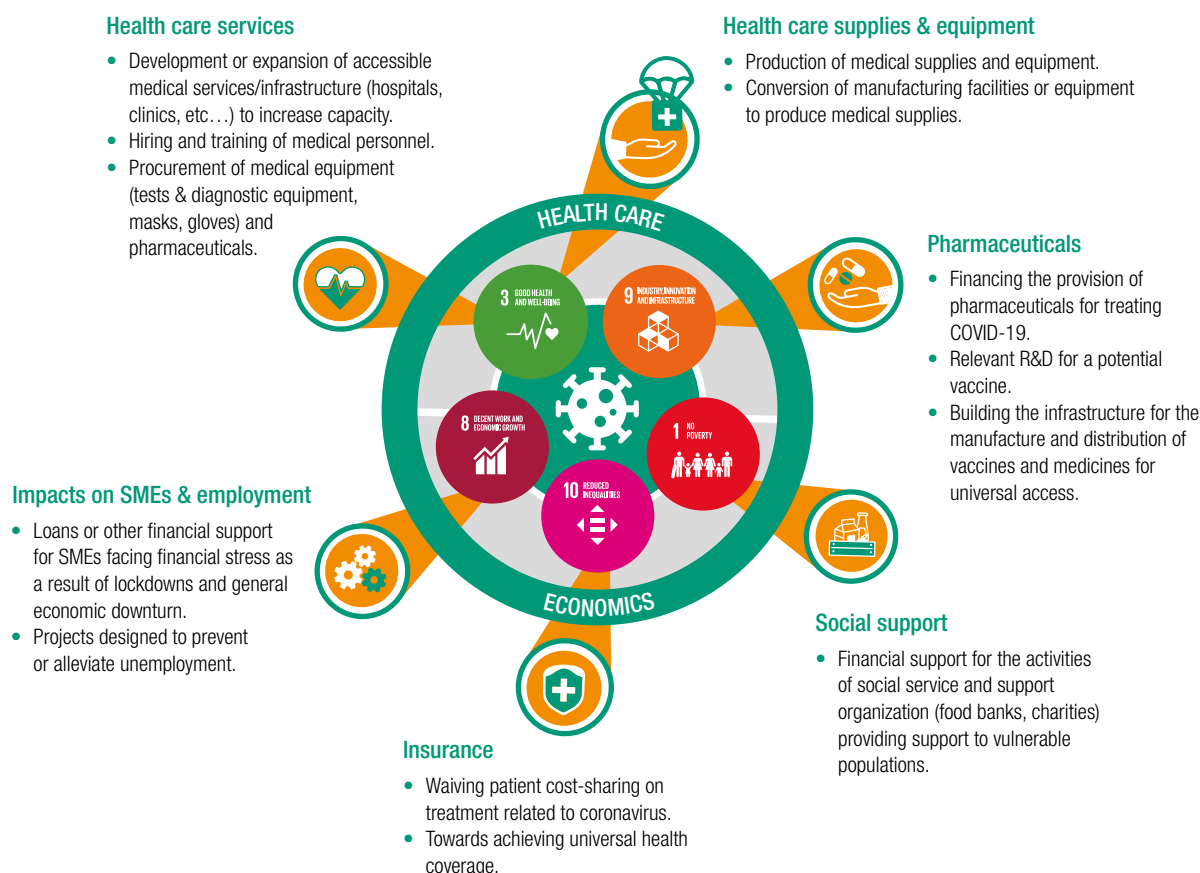 Health care services
• Development or expansion of accessible
medical services/infrastructure (hospitals,
clinics, etc…) to increase capacity.
• Hiring and training of medical personnel.
• Procurement of medical equipment
(tests & diagnostic equipment,
masks, gloves) and
pharmaceuticals.
Health care supplies & equipment
• Production of medical supplies and equipment.
• Conversion of manufacturing facilities or equipment
to produce medical supplies.
HEALTH CARE
3 GOOD HEALTH
AND WELL-BEING
9 INDUSTRY, INNOVATION
AND INFRASTRUCTURE
8 DECENT WORK AND
ECONOMIC GROWTH
1 NO
POVERTY
10 REDUCED
INEQUALITIES
ECONOMICS
Pharmaceuticals
• Financing the provision of
pharmaceuticals for treating
COVID-19.
• Relevant R&D for a potential
vaccine.
• Building the infrastructure for the
manufacture and distribution of
vaccines and medicines for
universal access.
Impacts on SMEs & employment
• Loans or other financial support
for SMEs facing financial stress as
a result of lockdowns and general
economic downturn.
• Projects designed to prevent
or alleviate unemployment.
Social support
• Financial support for the activities
of social service and support
organization (food banks, charities)
providing support to vulnerable
populations.
Insurance
• Waiving patient cost-sharing on
treatment related to coronavirus.
• Towards achieving universal health
coverage.